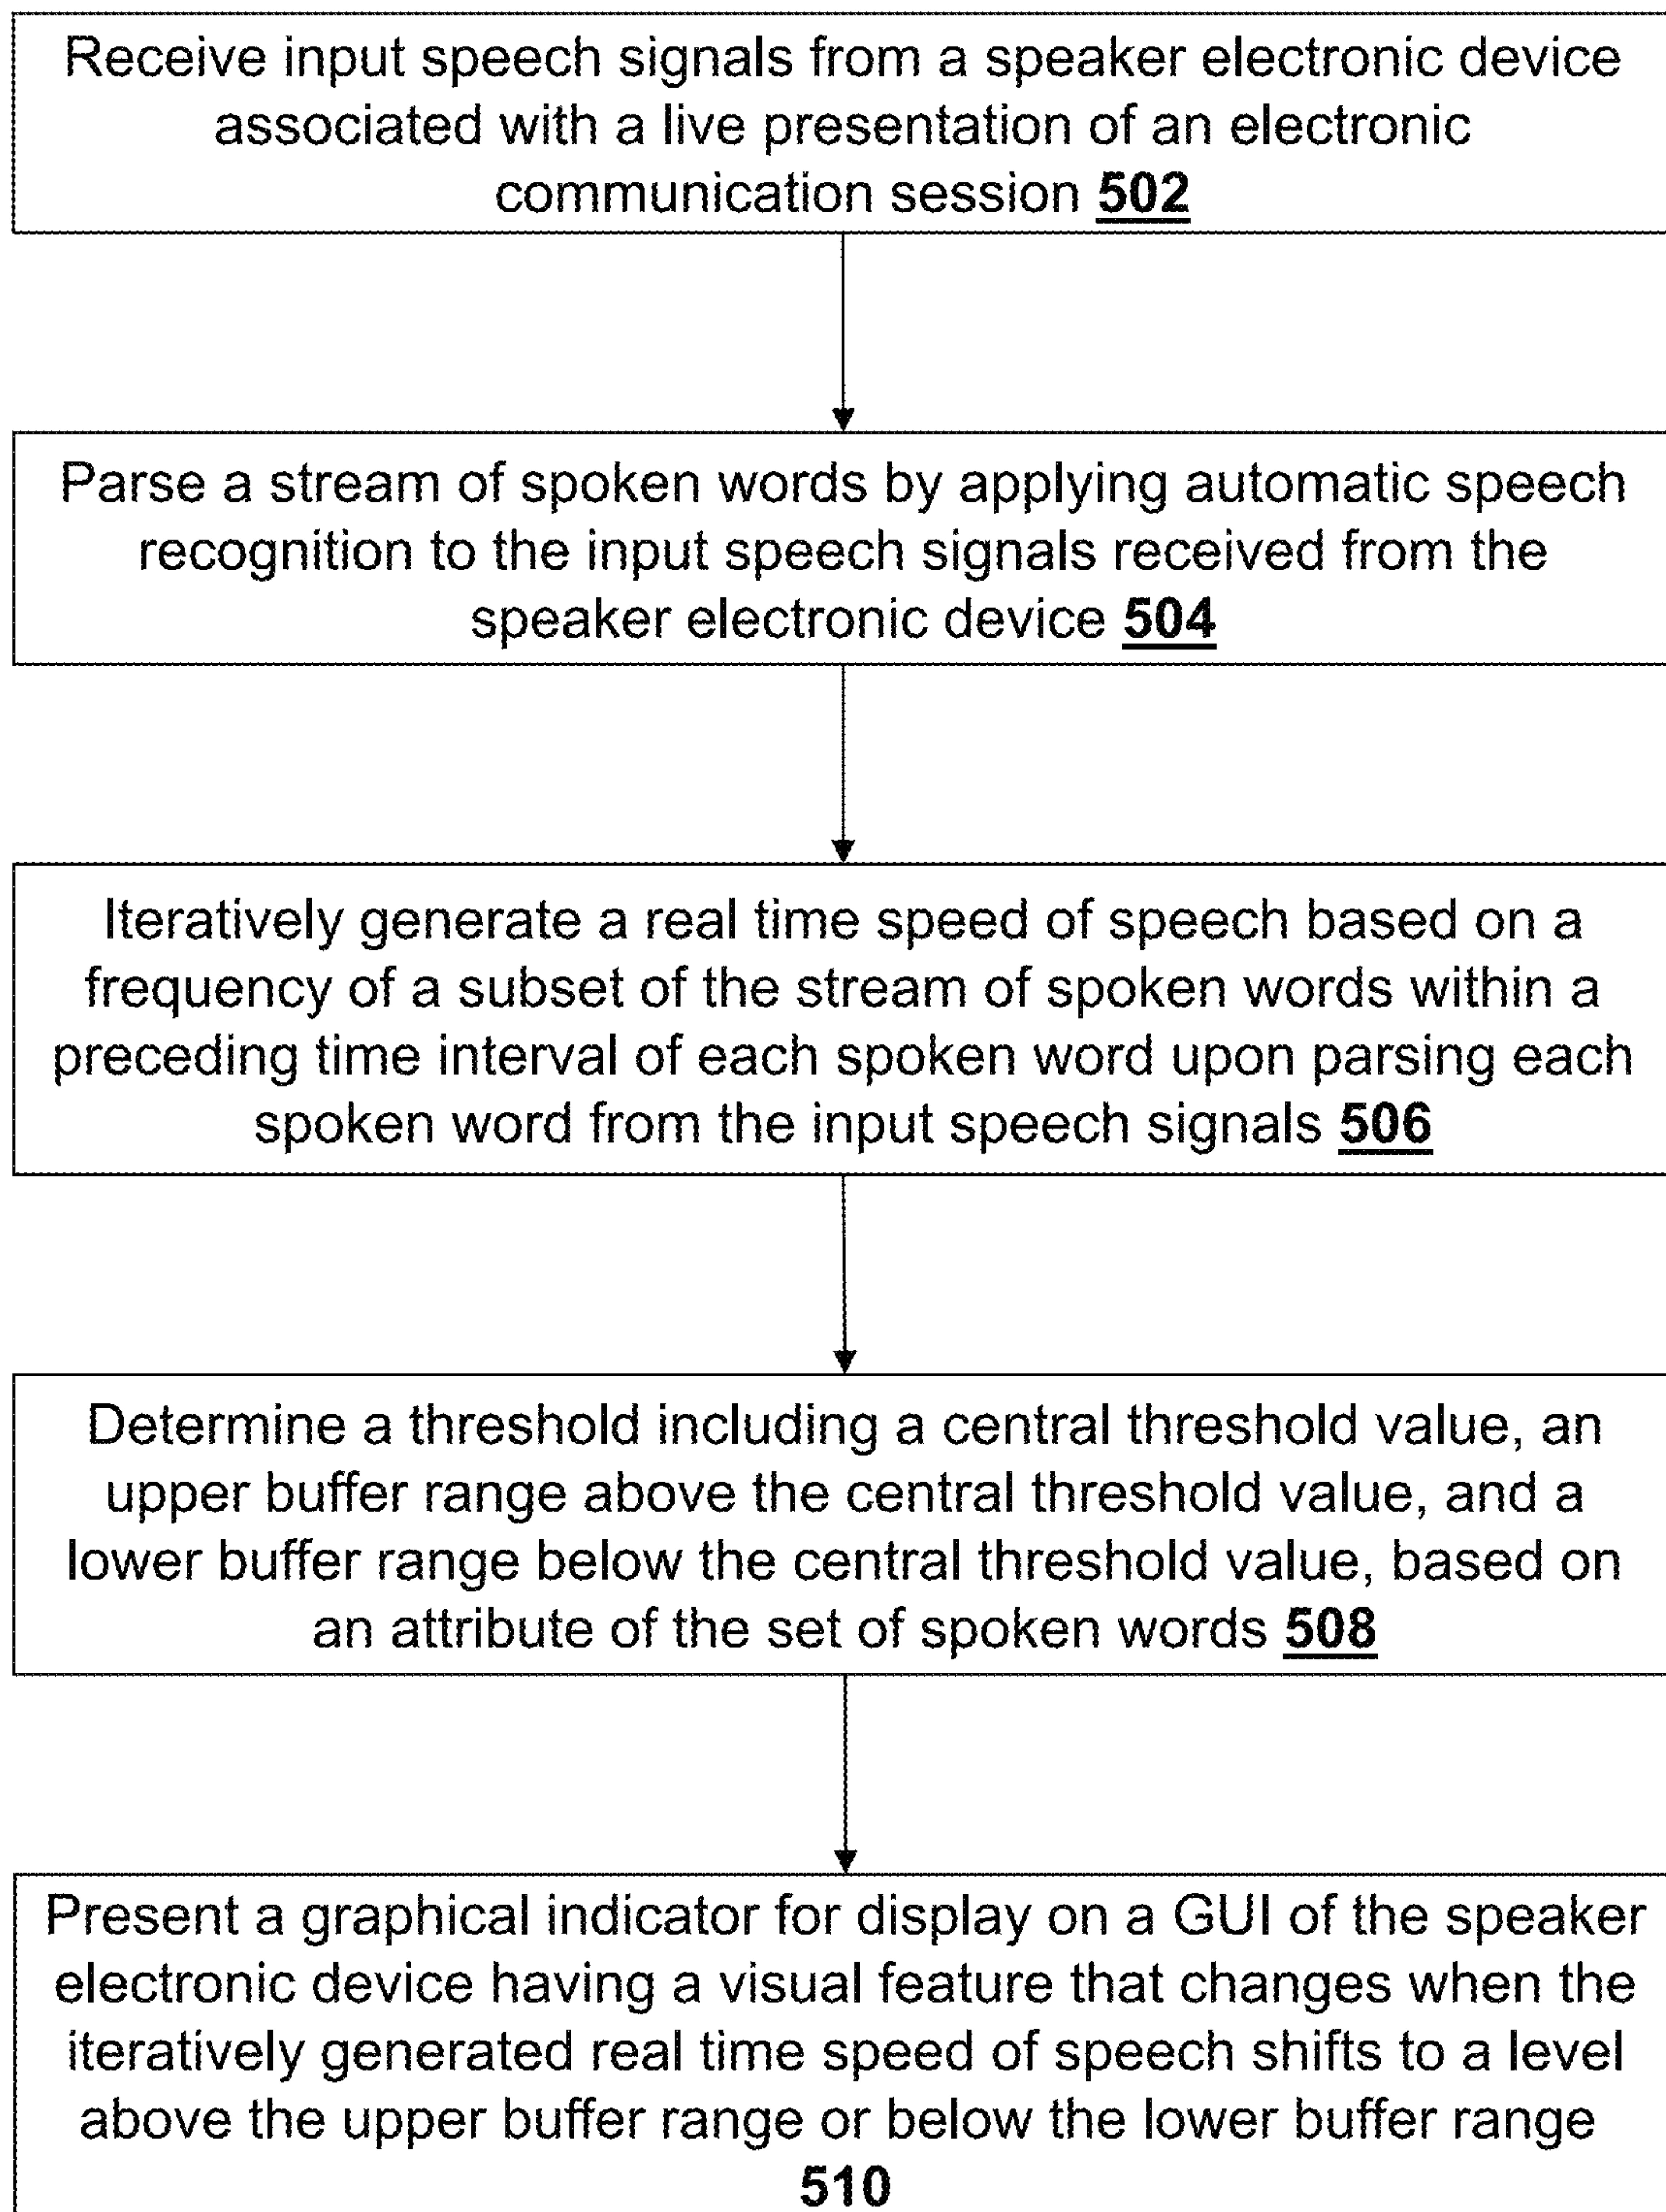 Receive input speech signals from a speaker electronic device
associated with a live presentation of an electronic
communication session 502
Parse a stream of spoken words by applying automatic speech
recognition to the input speech signals received from the
speaker electronic device 504
Iteratively generate a real time speed of speech based on a
frequency of a subset of the stream of spoken words within a
preceding time interval of each spoken word upon parsing each
spoken word from the input speech signals 506
Determine a threshold including a central threshold value, an
upper buffer range above the central threshold value, and a
lower buffer range below the central threshold value, based on
an attribute of the set of spoken words 508
Present a graphical indicator for display on a GUI of the speaker
electronic device having a visual feature that changes when the
iteratively generated real time speed of speech shifts to a level
above the upper buffer range or below the lower buffer range
510